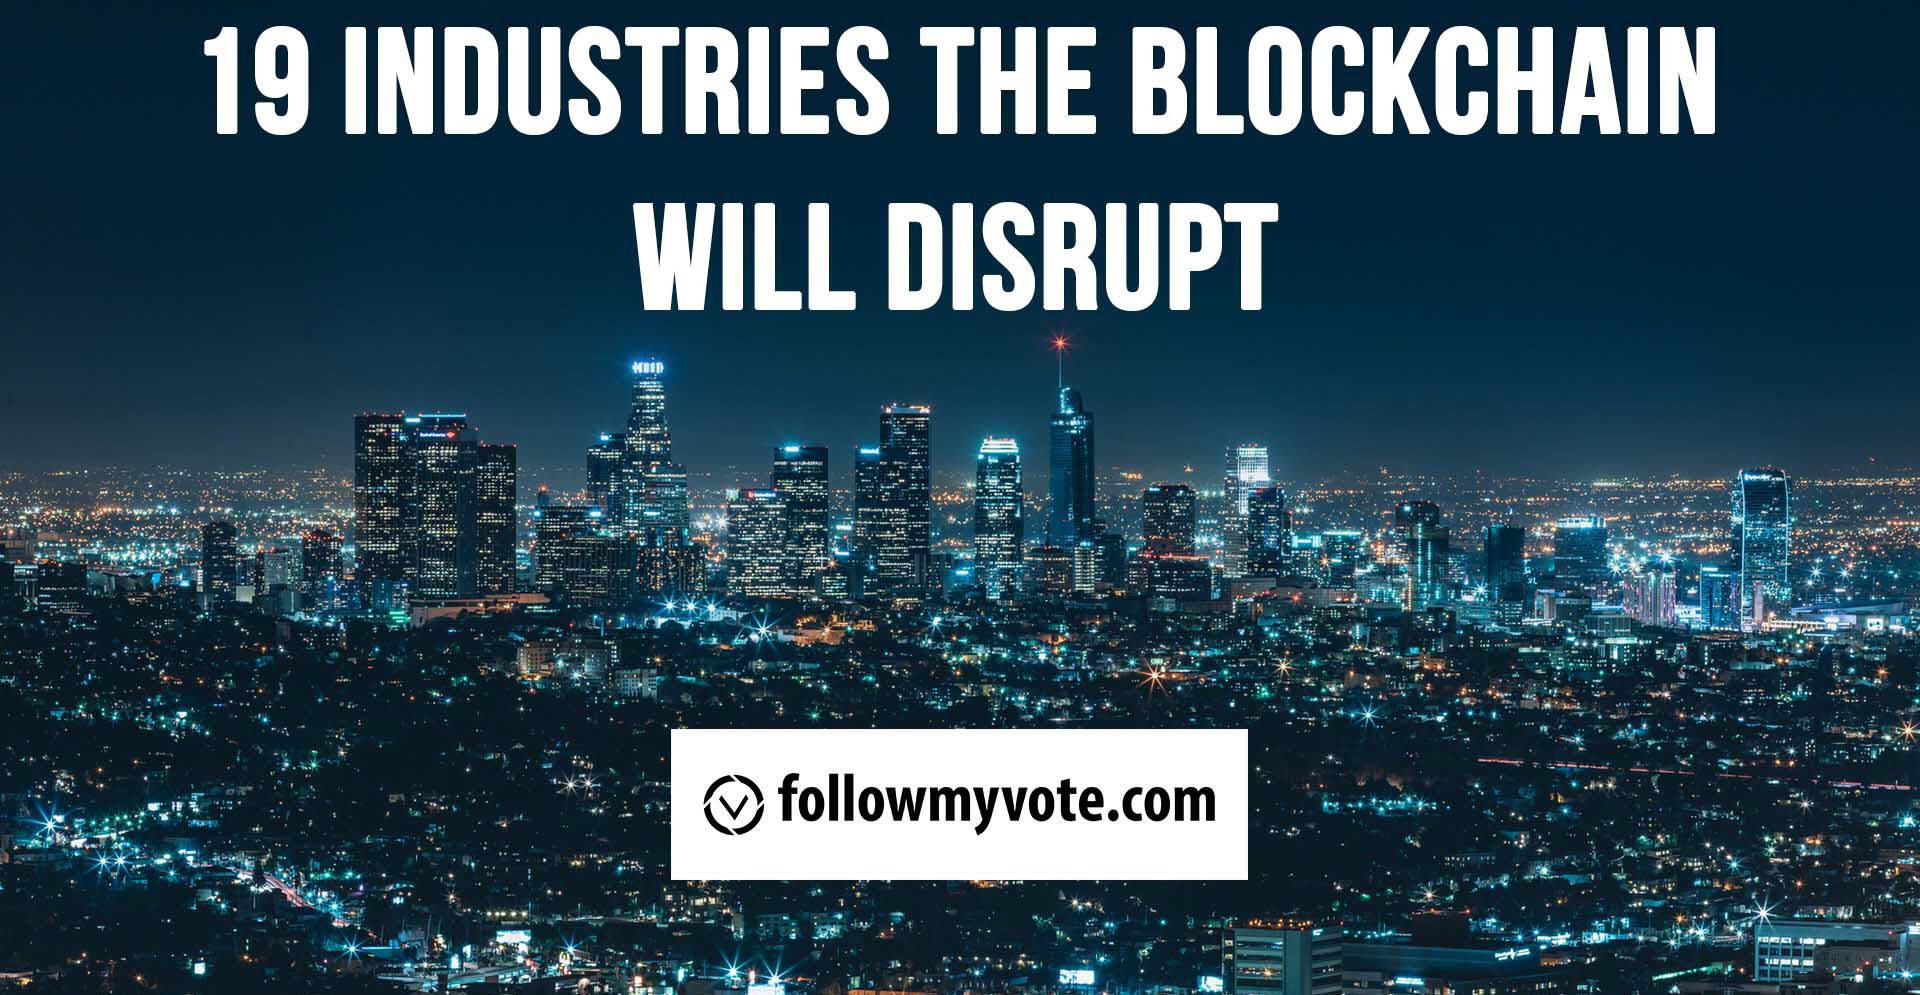 19 INDUSTRIES THE BLOCKCHAIN
WILL DISRUPT
followmyvote.com